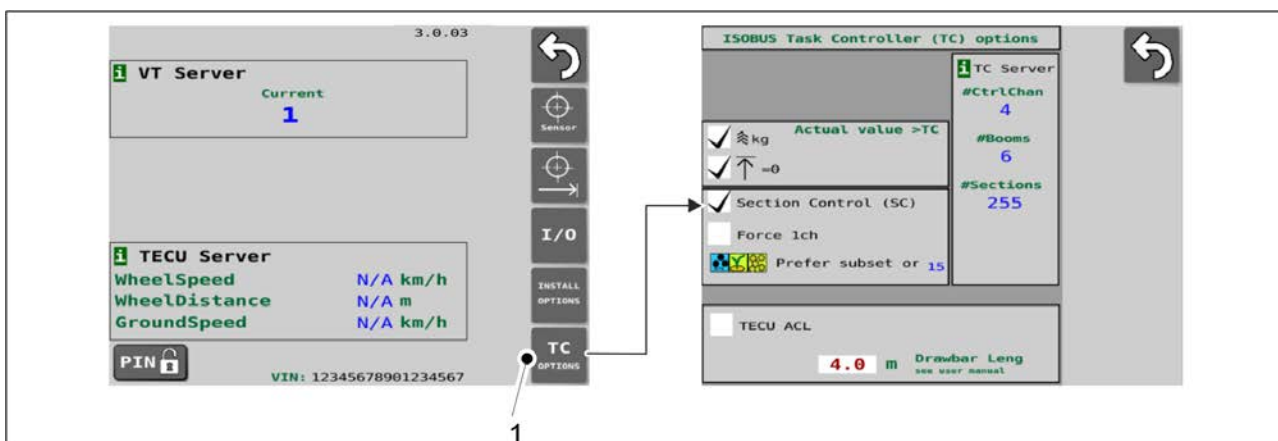 3.0.03
i VT Server
Current
1
Sensor
I/O
i TECU Server
WheelSpeed N/A km/h
WheelDistance N/A m
GroundSpeed N/A km/h
INSTALL
OPTIONS
TC
OPTIONS
PIN
VIN: 12345678901234567
1
ISOBUS Task Controller (TC) options
i TC Server
#CtrlChan
4
#Booms
6
#Sections
255
Actual value >TC
kg
=0
Section Control (SC)
Force 1ch
Prefer subset or 15
TECU ACL
4.0 m Drawbar Leng
see user manual